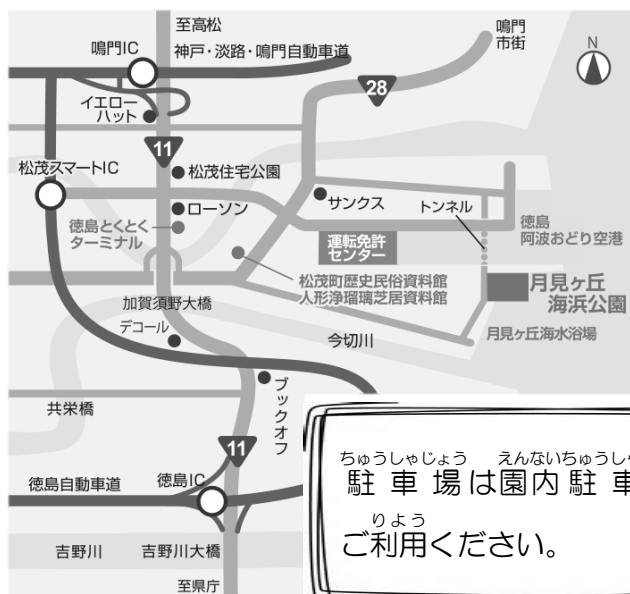 至高松
鳴門
市街
鳴門IC
神戸・淡路・鳴門自動車道
N
28
イエロー
ハット
11
松茂スマートIC
松茂住宅公園
ローソン
サンクス
トンネル
徳島
阿波おどり空港
徳島とくとく
ターミナル
運転免許
センター
松茂町歴史民俗資料館
人形浄瑠璃芝居資料館
月見ヶ丘
海浜公園
加賀須野大橋
デコール
今切川
月見ヶ丘海水浴場
ブックオフ
共栄橋
11
徳島自動車道
徳島IC
吉野川
吉野川大橋
至県庁
ちゅうしゃじょう えんないちゅうし
駐車場は園内駐車
りよう
ご利用ください。